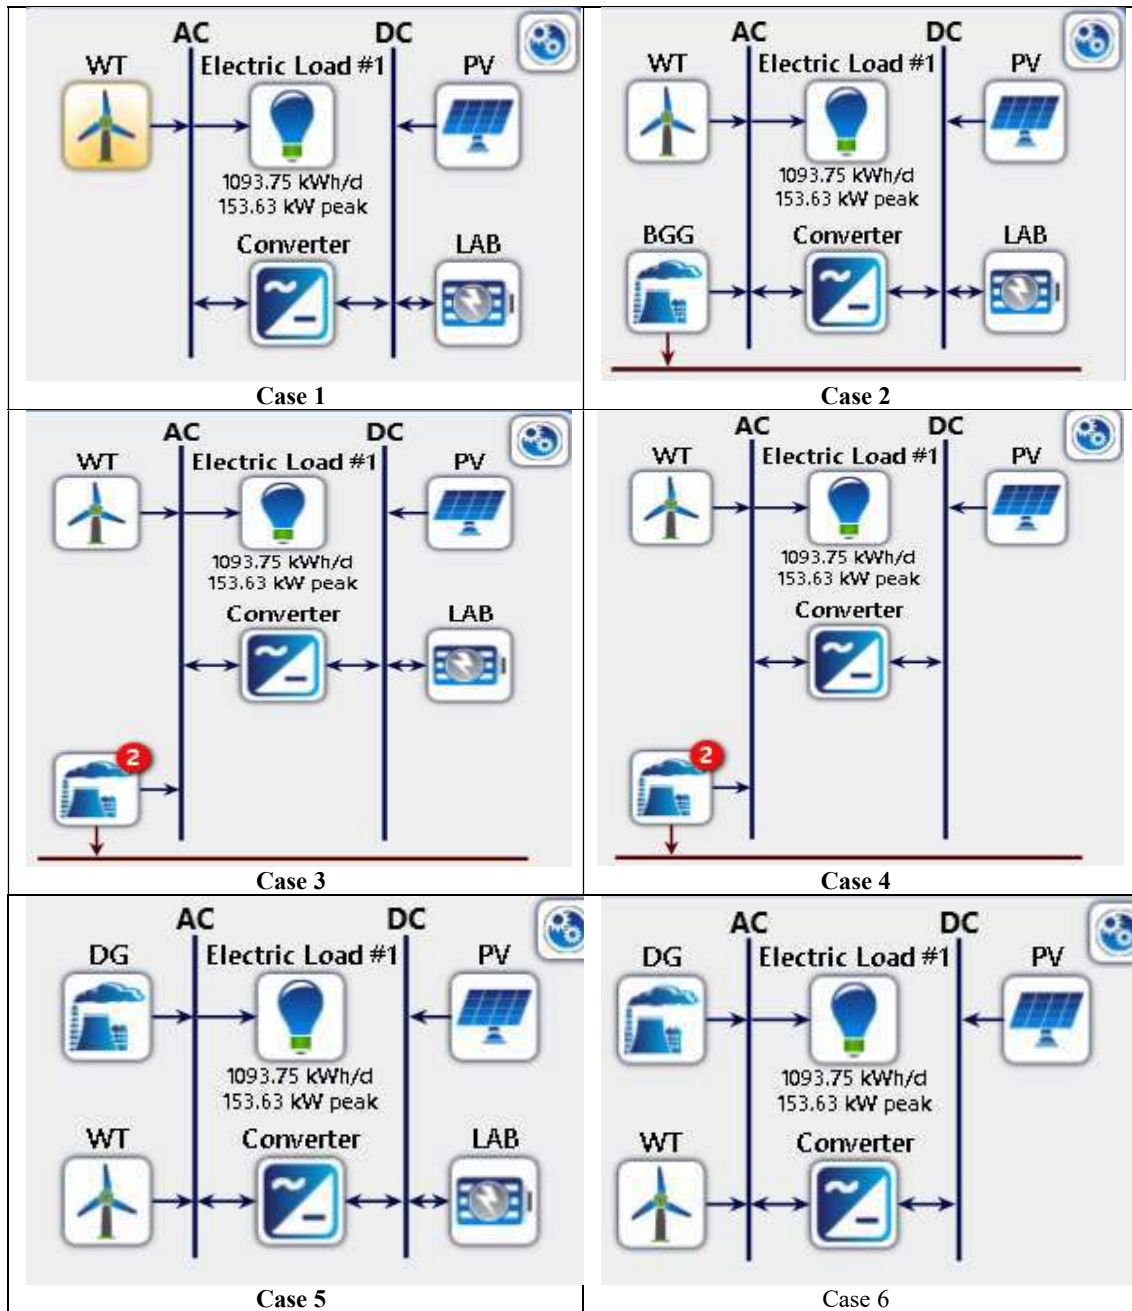 AC DC
WT Electric Load #1 PV
1093.75 kWh/d
153.63 kW peak
Converter LAB
Case 1
AC DC
WT Electric Load #1 PV
1093.75 kWh/d
153.63 kW peak
BGG Converter LAB
Case 2
AC DC
WT Electric Load #1 PV
1093.75 kWh/d
153.63 kW peak
Converter LAB
2
Case 3
AC DC
WT Electric Load #1 PV
1093.75 kWh/d
153.63 kW peak
Converter
2
Case 4
AC DC
DG Electric Load #1 PV
1093.75 kWh/d
153.63 kW peak
WT Converter LAB
Case 5
AC DC
DG Electric Load #1 PV
1093.75 kWh/d
153.63 kW peak
WT Converter
Case 6